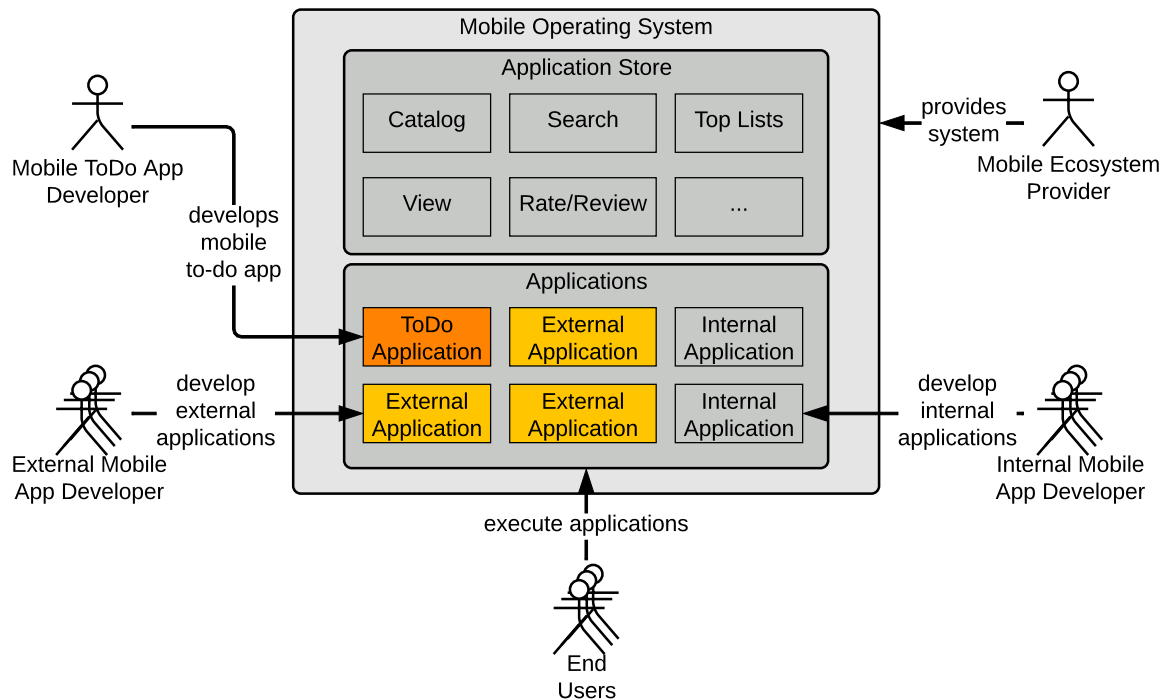 Mobile Operating System
Application Store
Catalog
Search
Top Lists
View
Rate/Review
...
Mobile ToDo App
Developer
develops
mobile
to-do app
provides
system
Mobile Ecosystem
Provider
Applications
ToDo
Application
External
Application
Internal
Application
External
Application
External
Application
Internal
Application
develop
external
applications
External Mobile
App Developer
develop
internal
applications
Internal Mobile
App Developer
execute applications
End
Users